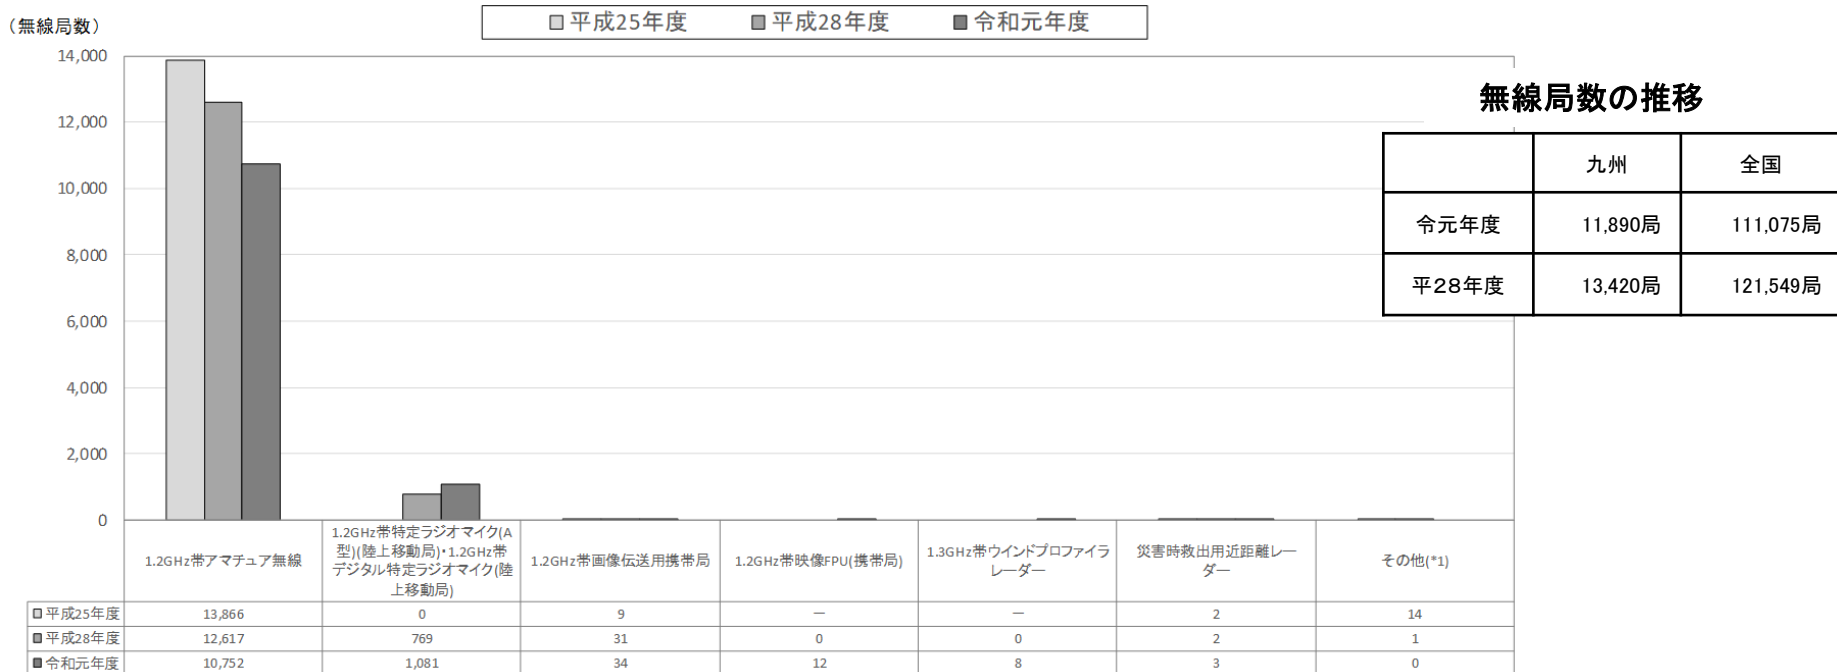 （無線局数）
平成25年度 平成28年度 令和元年度
14,000
12,000
10,000
8,000
6,000
4,000
2,000
0
無線局数の推移
九州 全国
令元年度 11,890局 111,075局
平28年度 13,420局 121,549局
1.2GHz帯アマチュア無線
1.2GHz帯特定ラジオマイク(A
型)(陸上移動局)・1.2GHz帯
デジタル特定ラジオマイク(陸
上移動局)
1.2GHz帯画像伝送用携帯局
1.2GHz帯映像FPU(携帯局)
1.3GHz帯ウインドプロファイラ
レーダー
災害時救出用近距離レー
ダー
その他(*1)
平成25年度 13,866 0 9 － － 2 14
平成28年度 12,617 769 31 0 0 2 1
令和元年度 10,752 1,081 34 12 8 3 0